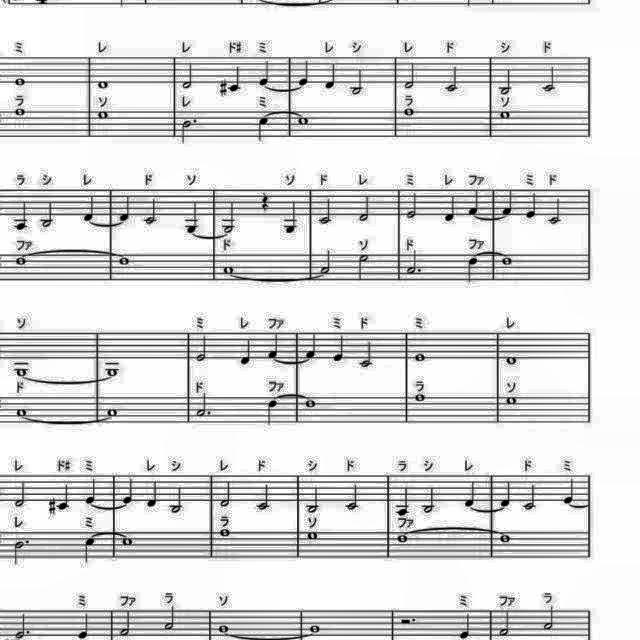 ミ レ レ ド# ミ レ シ レ ド シ ド
ラ ソ レ ミ ラ ソ
ラ シ レ ド ソ ソ ド レ ミ レ ファ ミ ド
ファ ド ソ ド ファ
ソ ミ レ ファ ミ ド ミ レ
ド ド ファ ラ ソ
レ ド# ミ レ シ レ ド シ ド ラ シ レ ド ミ
レ ミ ラ ソ ファ
ミ ファ ラ ソ ミ ファ ラ